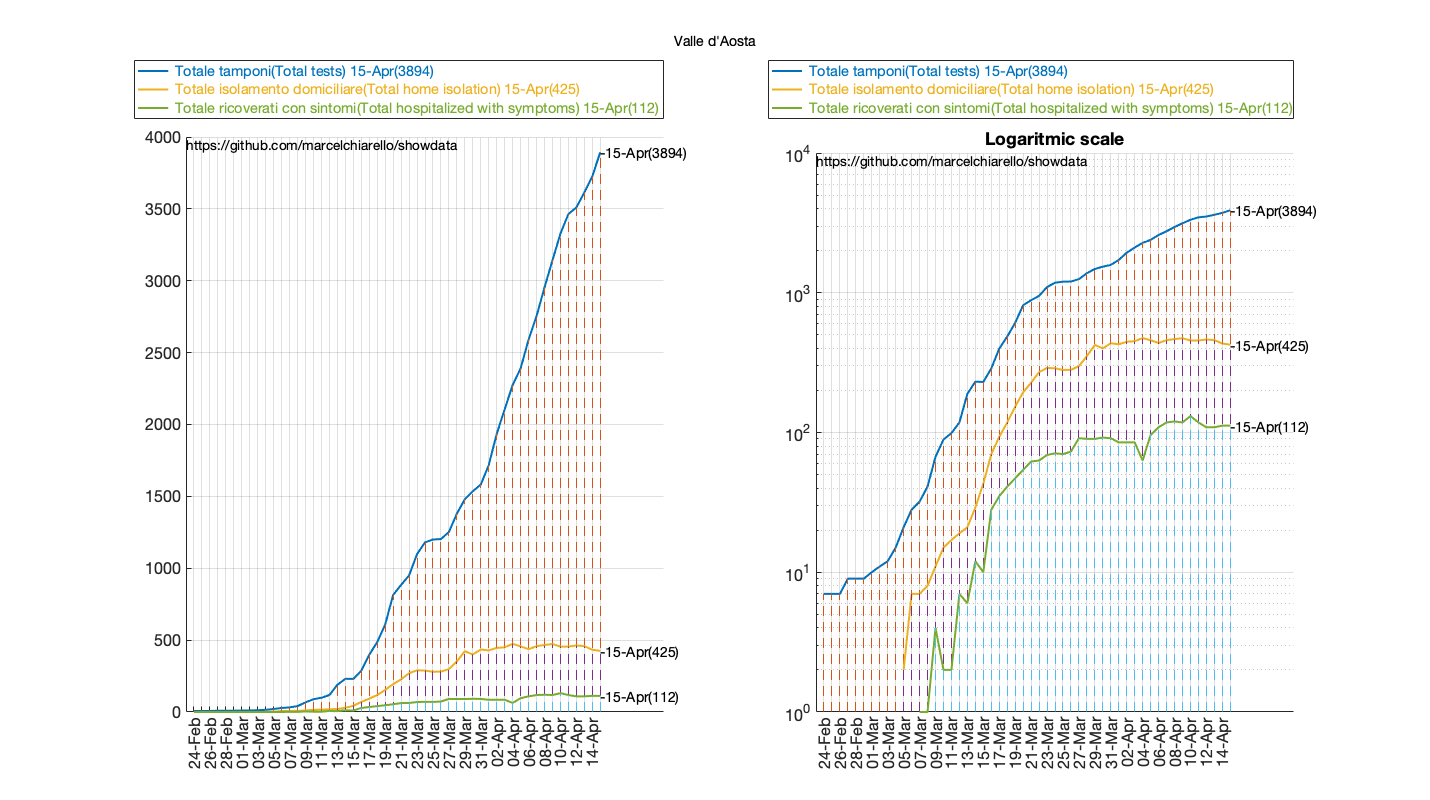 Valle d'Aosta
Totale tamponi(Total tests) 15-Apr(3894)
Totale isolamento domiciliare(Total home isolation) 15-Apr(425)
Totale ricoverati con sintomi(Total hospitalized with symptoms) 15-Apr(112)
4000
3500
3000
2500
2000
1500
1000
500
0
https://github.com/marcelchiarello/showdata
15-Apr(3894)
15-Apr(425)
15-Apr(112)
24-Feb
26-Feb
28-Feb
01-Mar
03-Mar
05-Mar
07-Mar
09-Mar
11-Mar
13-Mar
15-Mar
17-Mar
19-Mar
21-Mar
23-Mar
25-Mar
27-Mar
29-Mar
31-Mar
02-Apr
04-Apr
06-Apr
08-Apr
10-Apr
12-Apr
14-Apr
Totale tamponi(Total tests) 15-Apr(3894)
Totale isolamento domiciliare(Total home isolation) 15-Apr(425)
Totale ricoverati con sintomi(Total hospitalized with symptoms) 15-Apr(112)
Logaritmic scale
10^4
10^3
10^2
10^1
10^0
https://github.com/marcelchiarello/showdata
15-Apr(3894)
15-Apr(425)
15-Apr(112)
24-Feb
26-Feb
28-Feb
01-Mar
03-Mar
05-Mar
07-Mar
09-Mar
11-Mar
13-Mar
15-Mar
17-Mar
19-Mar
21-Mar
23-Mar
25-Mar
27-Mar
29-Mar
31-Mar
02-Apr
04-Apr
06-Apr
08-Apr
10-Apr
12-Apr
14-Apr